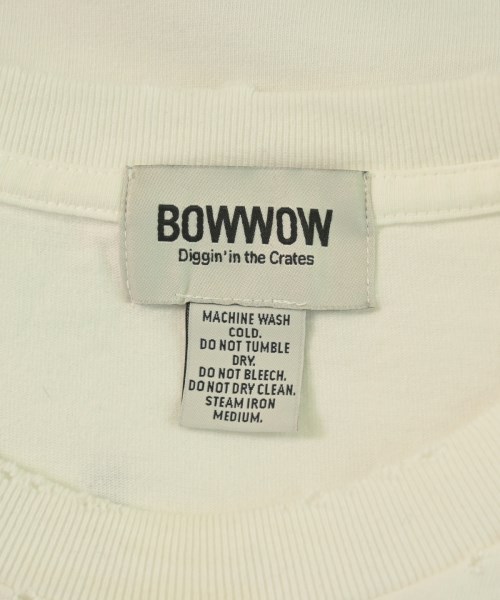 BOWWOW
Diggin' in the Crates
MACHINE WASH
COLD.
DO NOT TUMBLE
DRY.
DO NOT BLEECH.
DO NOT DRY CLEAN.
STEAM IRON
MEDIUM.